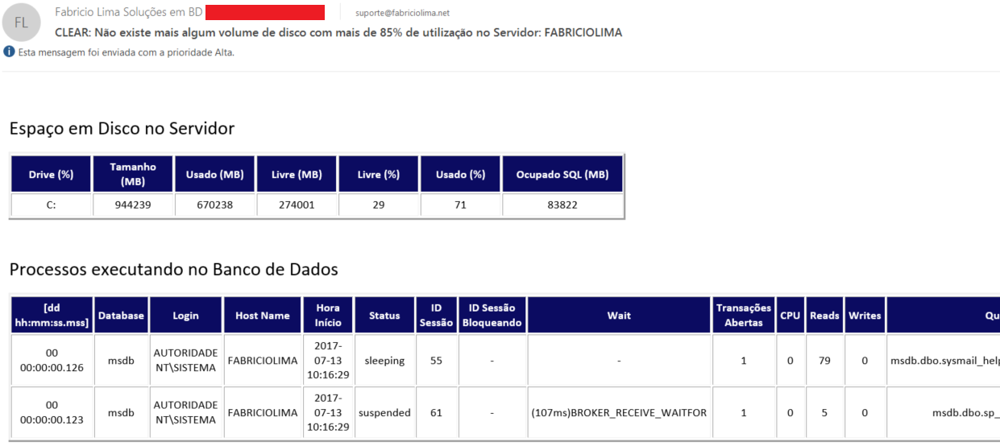 FL
Fabricio Lima Soluções em BD
suporte@fabriciolima.net
CLEAR: Não existe mais algum volume de disco com mais de 85% de utilização no Servidor: FABRICIOLIMA
Esta mensagem foi enviada com a prioridade Alta.
Espaço em Disco no Servidor
Drive (%) Tamanho (MB) Usado (MB) Livre (MB) Livre (%) Usado (%) Ocupado SQL (MB)
C: 944239 670238 274001 29 71 83822
Processos executando no Banco de Dados
[dd hh:mm:ss.mss] Database Login Host Name Hora Início Status ID Sessão ID Sessão Bloqueando Wait Transações Abertas CPU Reads Writes Qu
00 00:00:00.126 msdb AUTORIDADE NT\SISTEMA FABRICIOLIMA 2017-07-13 10:16:29 sleeping 55 - - 1 0 79 0 msdb.dbo.sysmail_help
00 00:00:00.123 msdb AUTORIDADE NT\SISTEMA FABRICIOLIMA 2017-07-13 10:16:29 suspended 61 - (107ms)BROKER_RECEIVE_WAITFOR 1 0 5 0 msdb.dbo.sp_